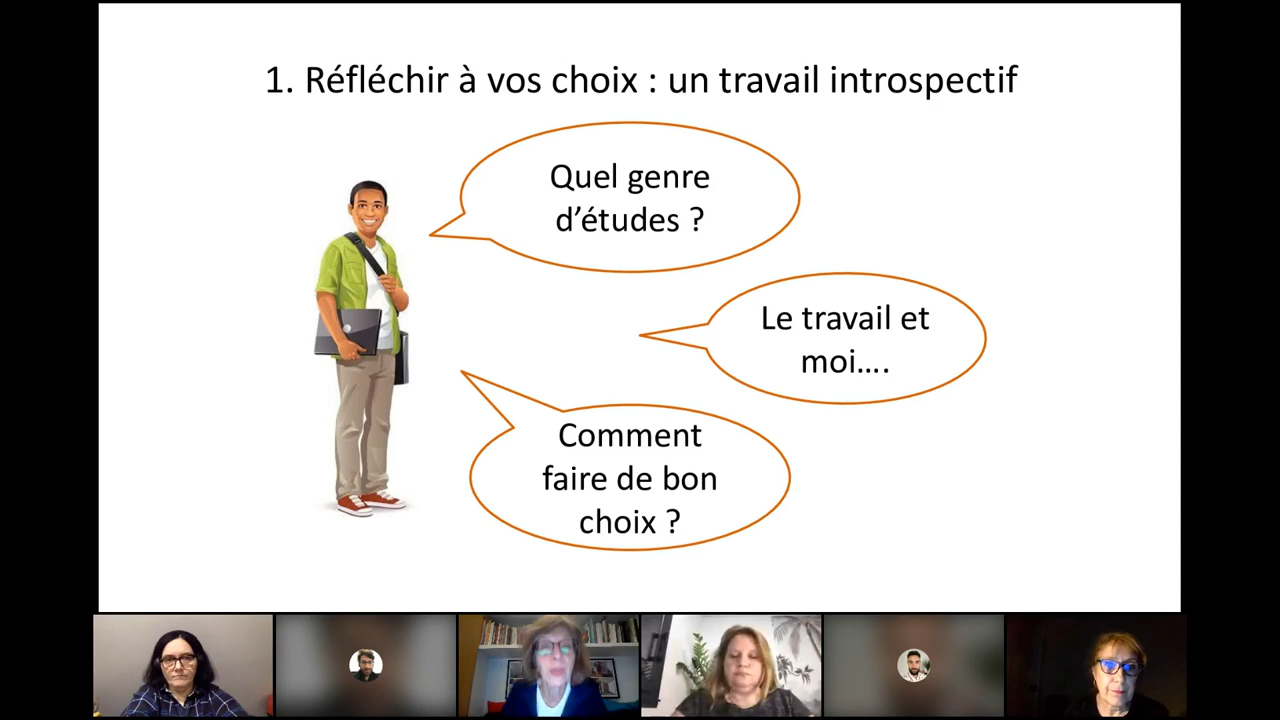 1. Réfléchir à vos choix : un travail introspectif
Quel genre
d’études ?
Le travail et
moi....
Comment
faire de bon
choix ?